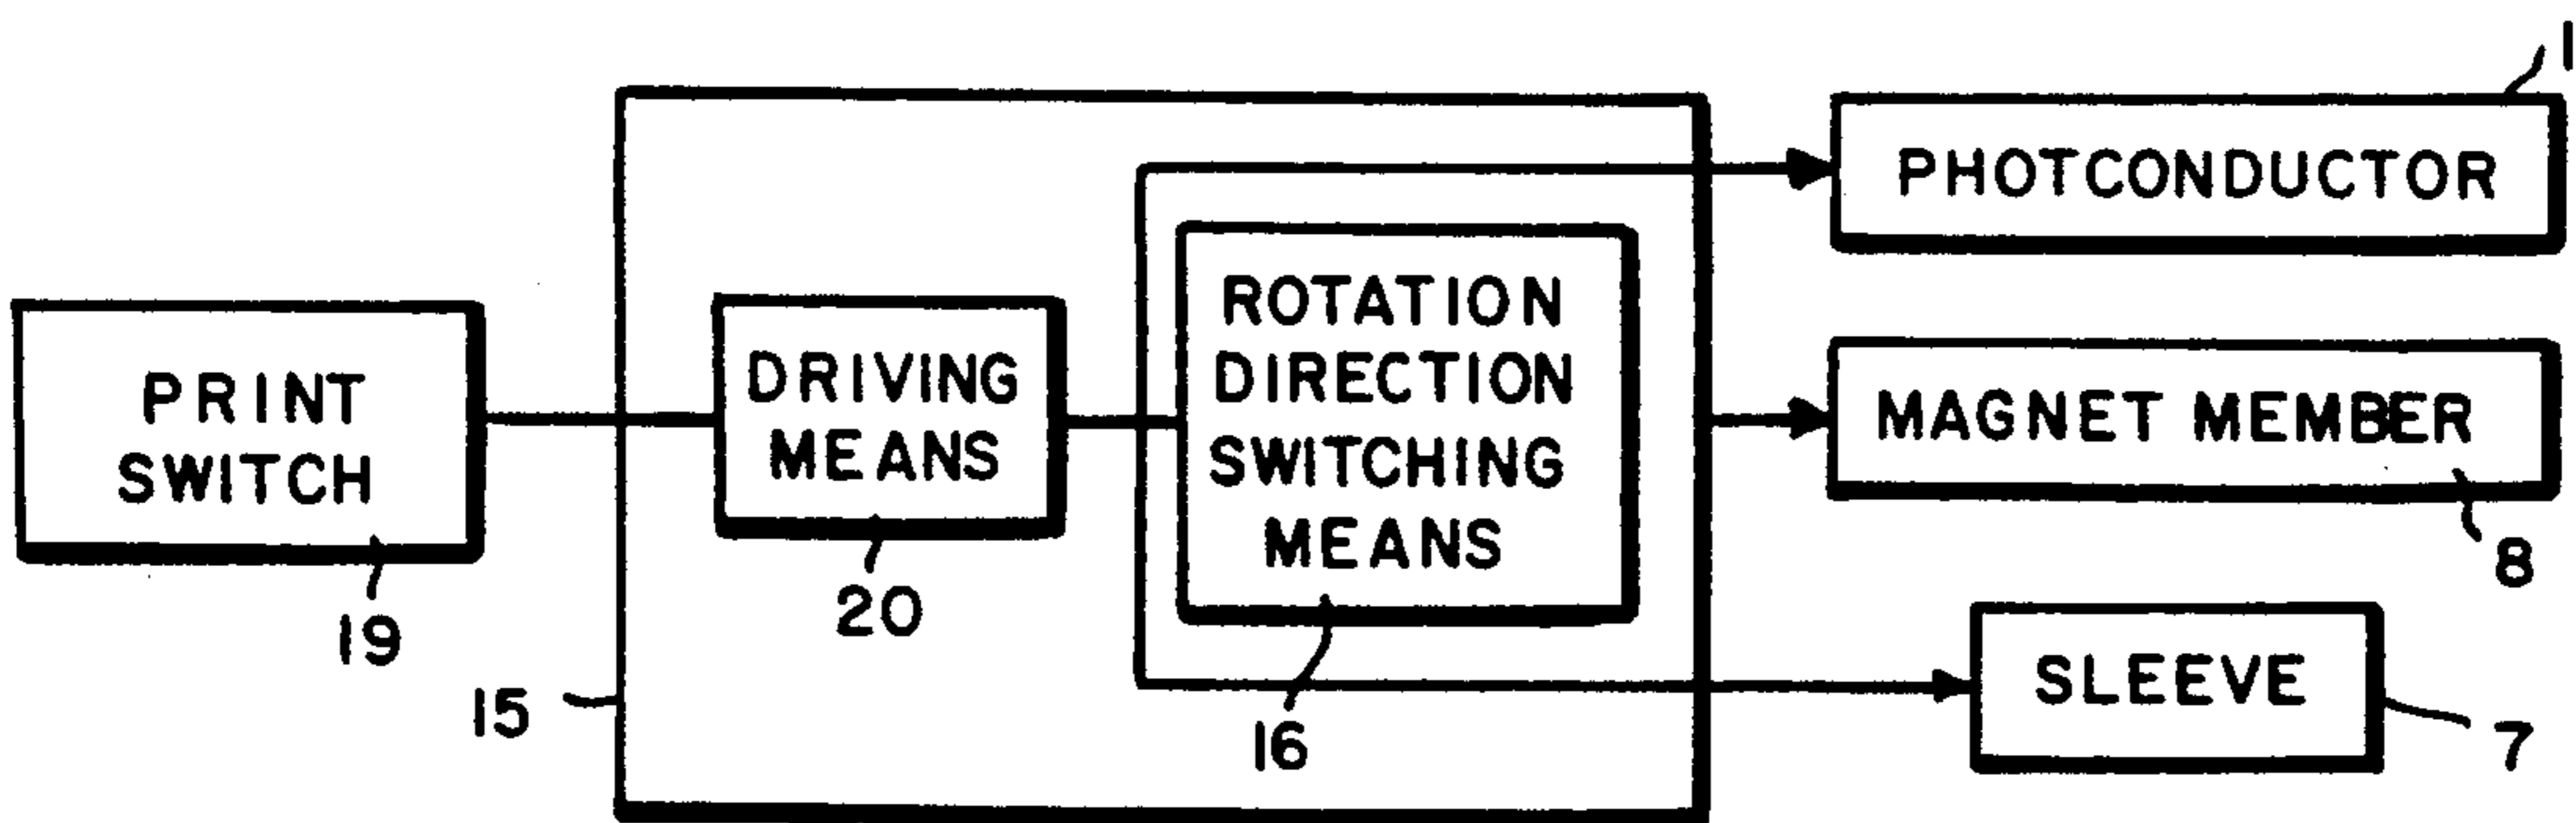 PRINT
SWITCH
19
15
DRIVING
MEANS
20
ROTATION
DIRECTION
SWITCHING
MEANS
16
PHOTCONDUCTOR
1
MAGNET MEMBER
8
SLEEVE
7